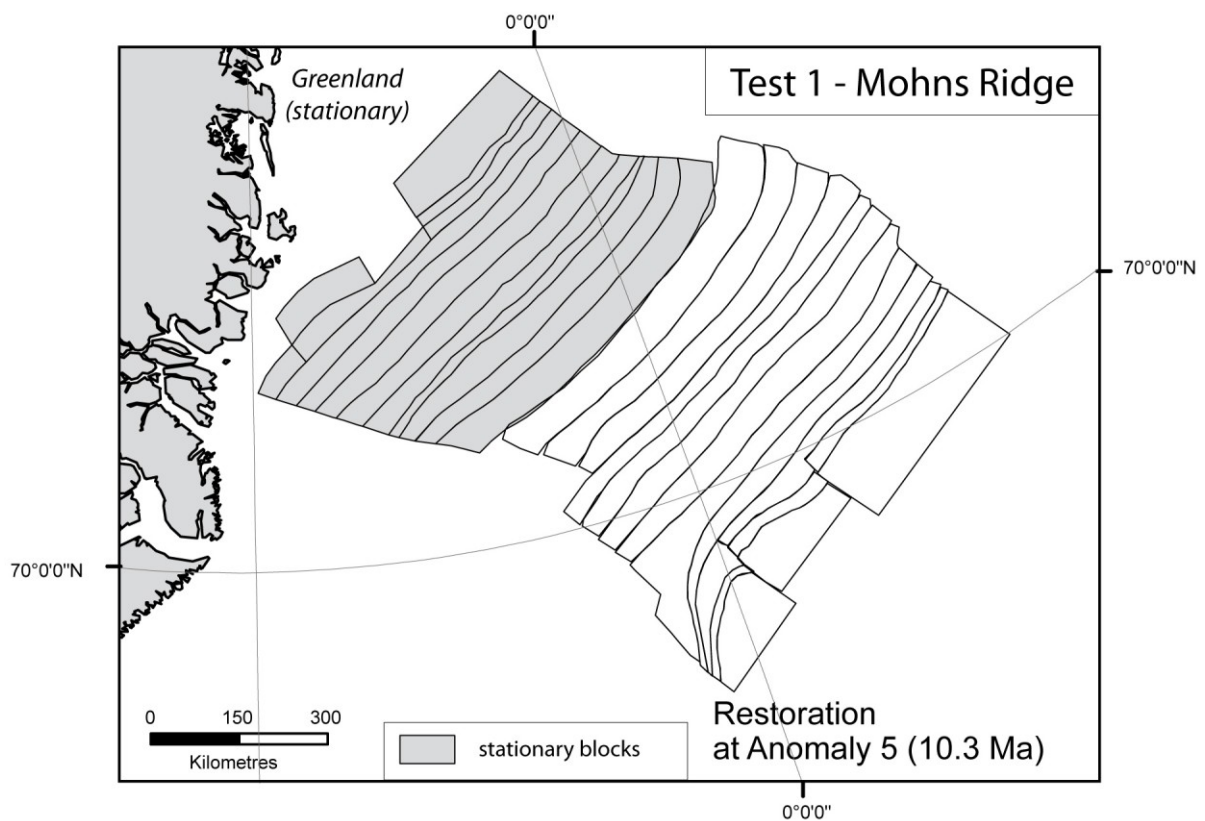 0°0'0"
Greenland
(stationary)
Test 1 - Mohns Ridge
70°0'0"N
70°0'0"N
0 150 300
Kilometres
stationary blocks
Restoration
at Anomaly 5 (10.3 Ma)
0°0'0"